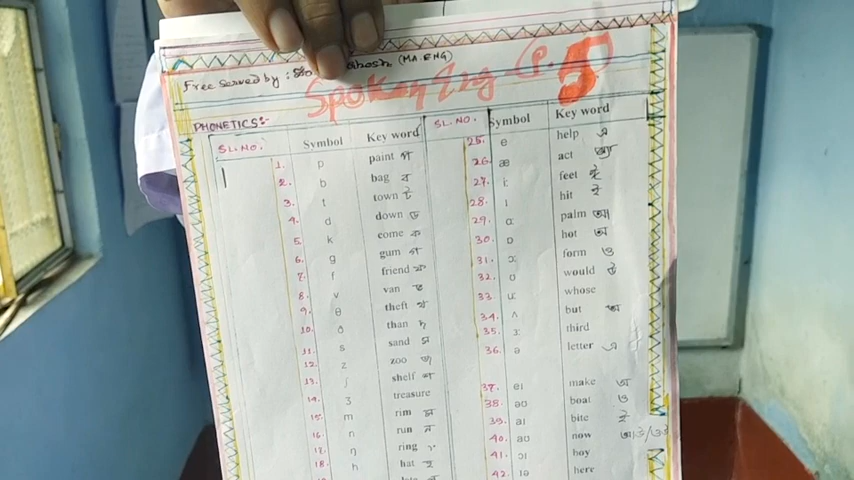 Free served by : Ghosh (MA.ENG)
Spoken Eng (P. 5)
PHONETICS:-
SL.NO. Symbol Key word SL.NO. Symbol Key word
1. p paint প 25. e help এ
2. b bag ব 26. æ act অ্যা
3. t town ট 27. iː feet ঈ
4. d down ড 28. ɪ hit ই
5. k come ক 29. ɑː palm আ
6. g gum গ 30. ɒ hot অ
7. f friend ফ 31. ɔː form ও
8. v van ভ 32. ʊ would উ
9. θ theft থ 33. uː whose
10. ð than দ 34. ʌ but আ
11. s sand স 35. ɜː third
12. z zoo জ 36. ə letter এ
13. ʃ shelf শ
14. ʒ treasure 37. eɪ make
15. m rim ম 38. əʊ boat ও
16. n run ন 39. aɪ bite
17. ŋ ring ং 40. aʊ now
18. h hat হ 41. ɔɪ boy
42. ɪə here